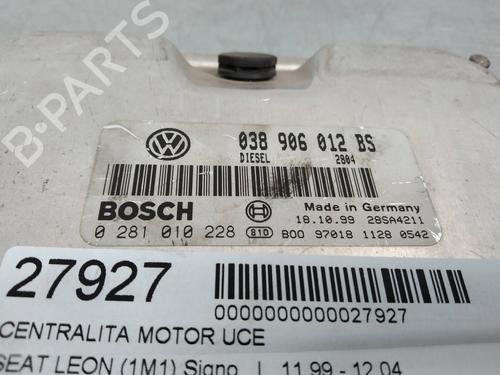 038 906 012 BS
DIESEL 2804
BOSCH
Made in Germany
18.10.99 28SA4211
0 281 010 228 81D B00 97018 1128 0542
B-Parts
27927
0000000000027927
CENTRALITA MOTOR UCE
SEAT LEON (1M1) Signo | 11.99 - 12.04